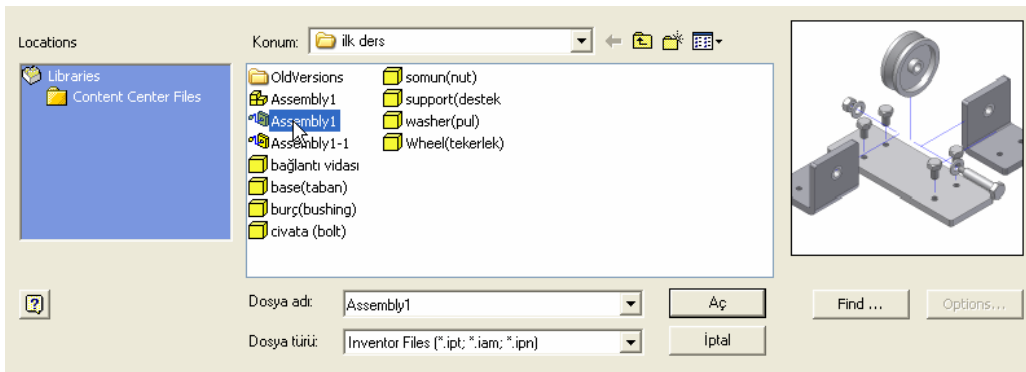 Locations
Konum: ilk ders
Libraries
Content Center Files
OldVersions
Assembly1
Assembly1
Assembly1-1
bağlantı vidası
base(taban)
burç(bushing)
civata (bolt)
somun(nut)
support(destek
washer(pul)
Wheel(tekerlek)
Dosya adı: Assembly1
Aç
Find ...
Options...
Dosya türü: Inventor Files (*.ipt; *.iam; *.ipn)
İptal